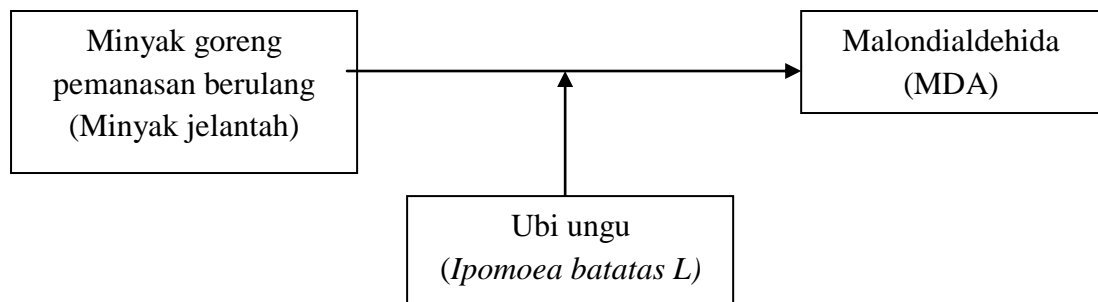 Minyak goreng
pemanasan berulang
(Minyak jelantah)
Malondialdehida
(MDA)
Ubi ungu
(Ipomoea batatas L)